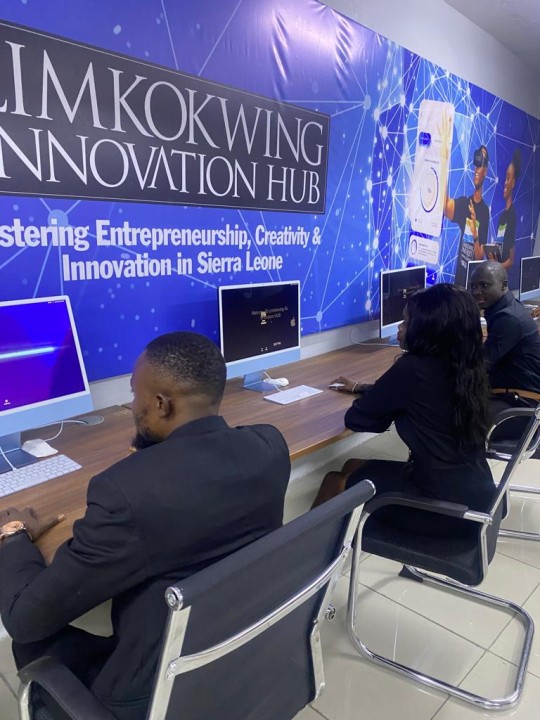 LIMKOKWING
INNOVATION HUB
stering Entrepreneurship, Creativity &
Innovation in Sierra Leone